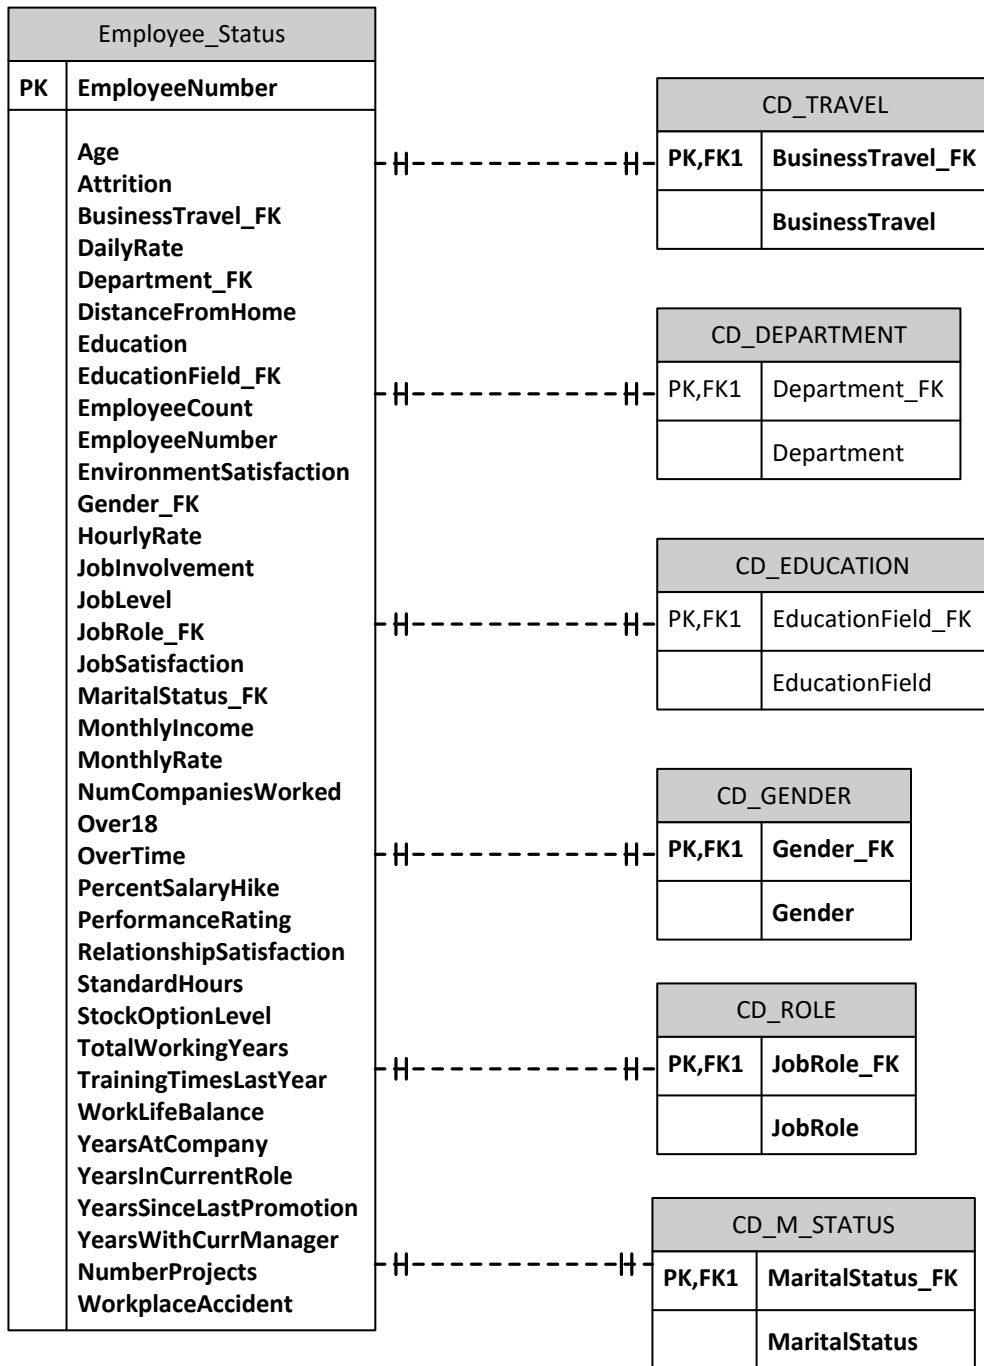 Employee_Status
PK EmployeeNumber
Age
Attrition
BusinessTravel_FK
DailyRate
Department_FK
DistanceFromHome
Education
EducationField_FK
EmployeeCount
EmployeeNumber
EnvironmentSatisfaction
Gender_FK
HourlyRate
JobInvolvement
JobLevel
JobRole_FK
JobSatisfaction
MaritalStatus_FK
MonthlyIncome
MonthlyRate
NumCompaniesWorked
Over18
OverTime
PercentSalaryHike
PerformanceRating
RelationshipSatisfaction
StandardHours
StockOptionLevel
TotalWorkingYears
TrainingTimesLastYear
WorkLifeBalance
YearsAtCompany
YearsInCurrentRole
YearsSinceLastPromotion
YearsWithCurrManager
NumberProjects
WorkplaceAccident
CD_TRAVEL
PK,FK1 BusinessTravel_FK
BusinessTravel
CD_DEPARTMENT
PK,FK1 Department_FK
Department
CD_EDUCATION
PK,FK1 EducationField_FK
EducationField
CD_GENDER
PK,FK1 Gender_FK
Gender
CD_ROLE
PK,FK1 JobRole_FK
JobRole
CD_M_STATUS
PK,FK1 MaritalStatus_FK
MaritalStatus